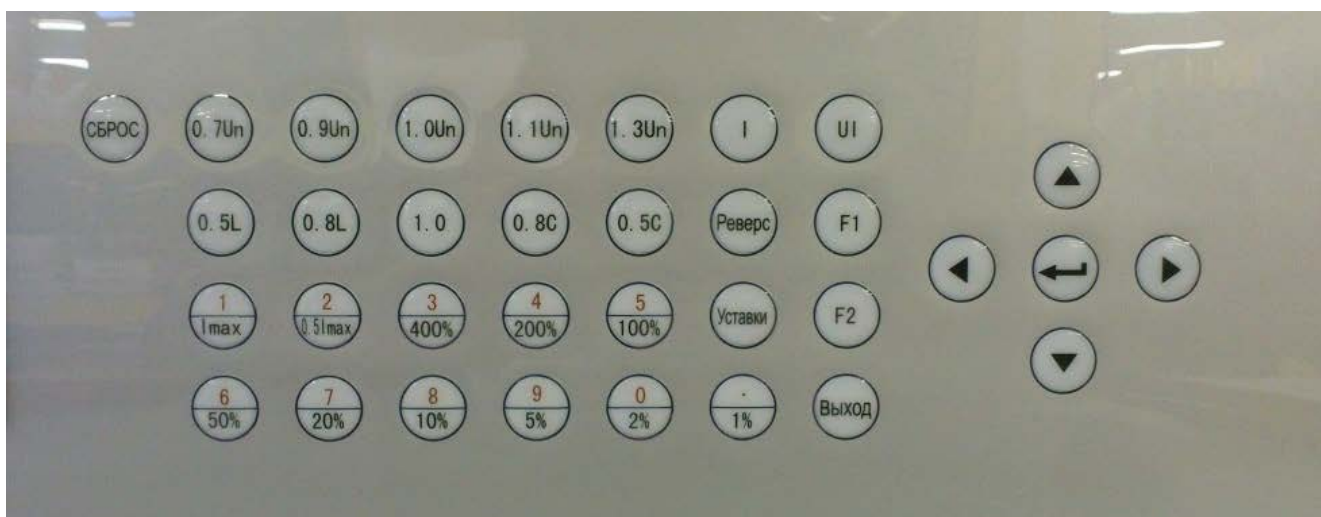 СБРОС 0.7Un 0.9Un 1.0Un 1.1Un 1.3Un I UI
0.5L 0.8L 1.0 0.8C 0.5C Реверс F1
1 2 3 4 5
Imax 0.5Imax 400% 200% 100% Уставки F2
6 7 8 9 0 .
50% 20% 10% 5% 2% 1% Выход